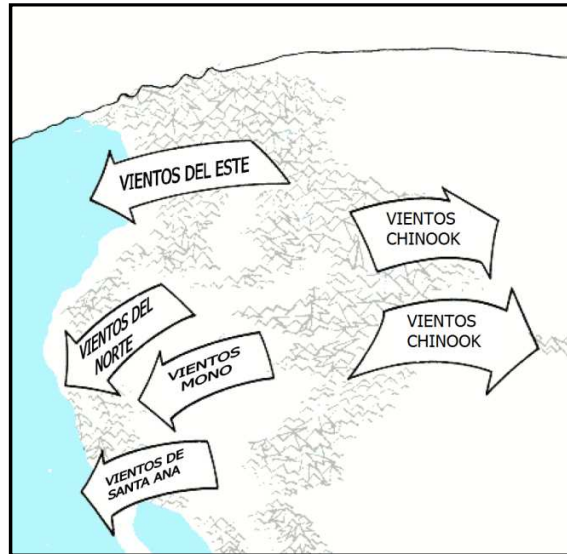 VIENTOS DEL ESTE
VIENTOS
CHINOOK
VIENTOS
CHINOOK
VIENTOS DEL
NORTE
VIENTOS
MONO
VIENTOS DE
SANTA ANA